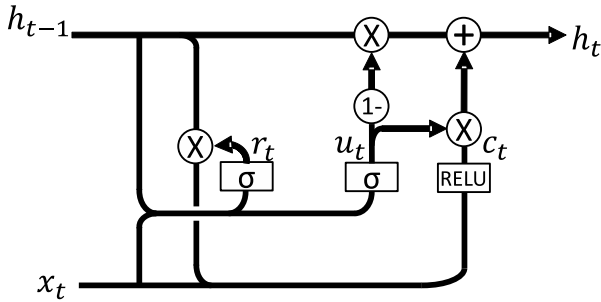 h_{t-1}
X
+
h_t
1-
X
r_t
u_t
X
c_t
σ
σ
RELU
x_t